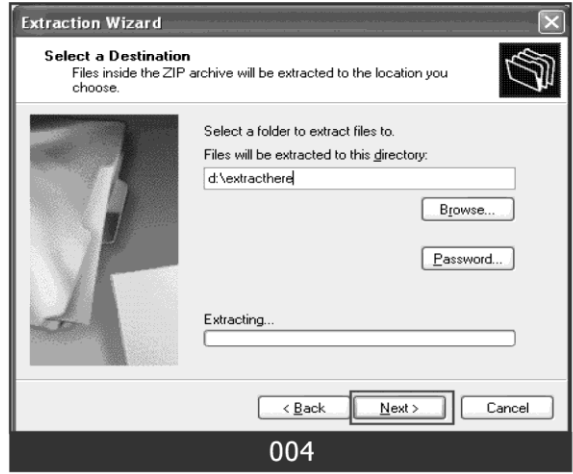 Extraction Wizard
Select a Destination
Files inside the ZIP archive will be extracted to the location you
choose.
Select a folder to extract files to.
Files will be extracted to this directory:
d:\extracthere
Browse...
Password...
Extracting...
< Back
Next >
Cancel
004